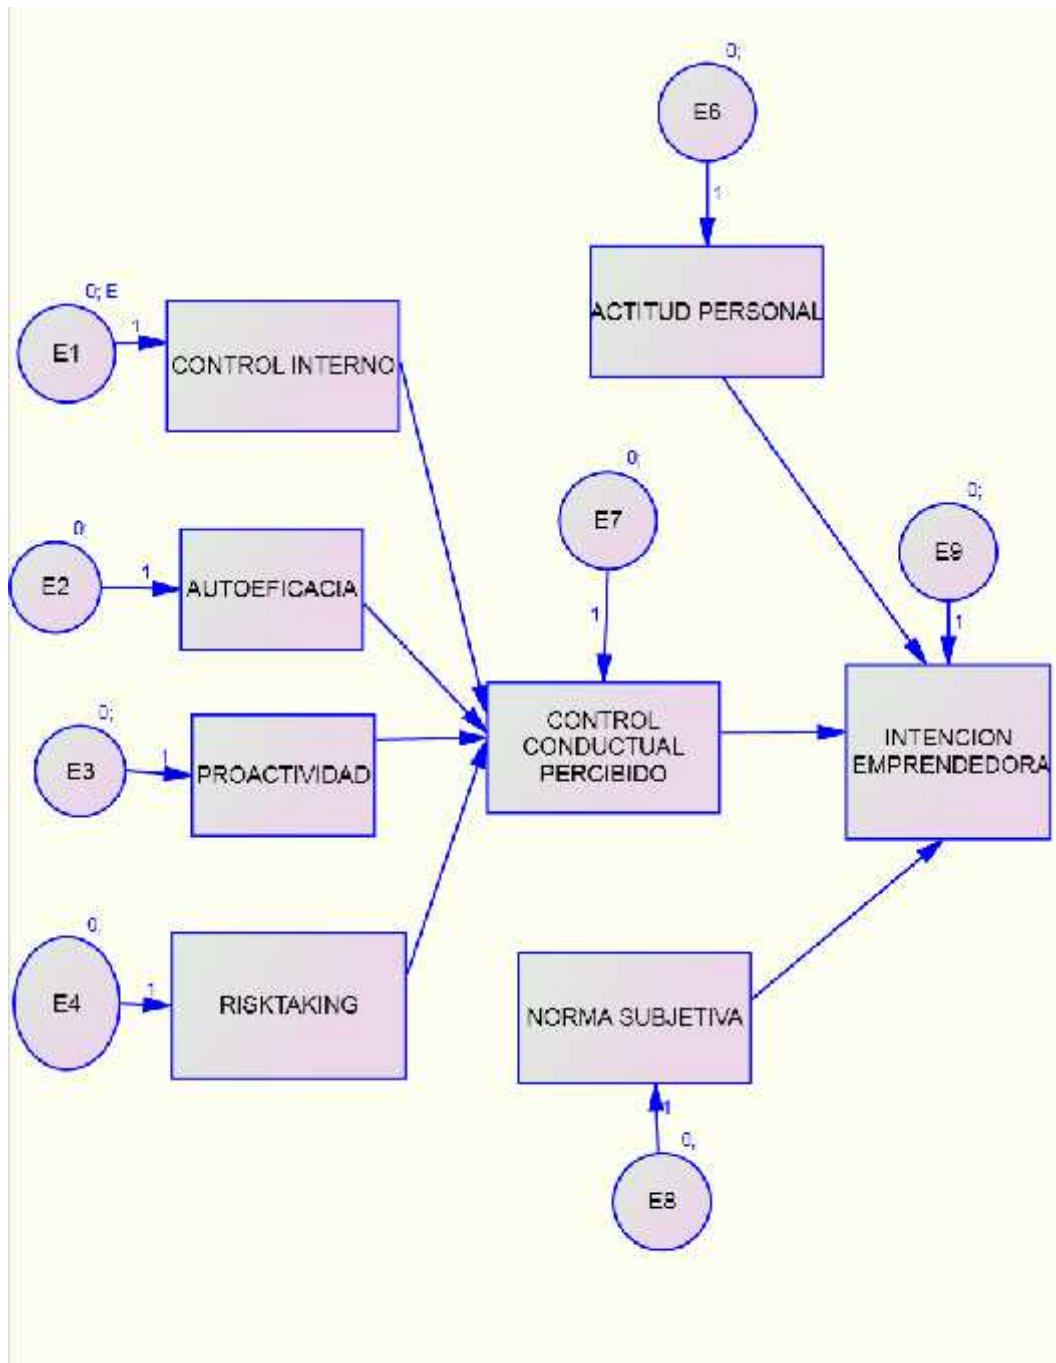 0;
E6
1
ACTITUD PERSONAL
0; E
E1
1
CONTROL INTERNO
0;
E7
1
0;
E9
1
0;
E2
1
AUTOEFICACIA
0;
E3
1
PROACTIVIDAD
CONTROL
CONDUCTUAL
PERCIBIDO
INTENCION
EMPRENDEDORA
0;
E4
1
RISKTAKING
NORMA SUBJETIVA
1
0;
E8